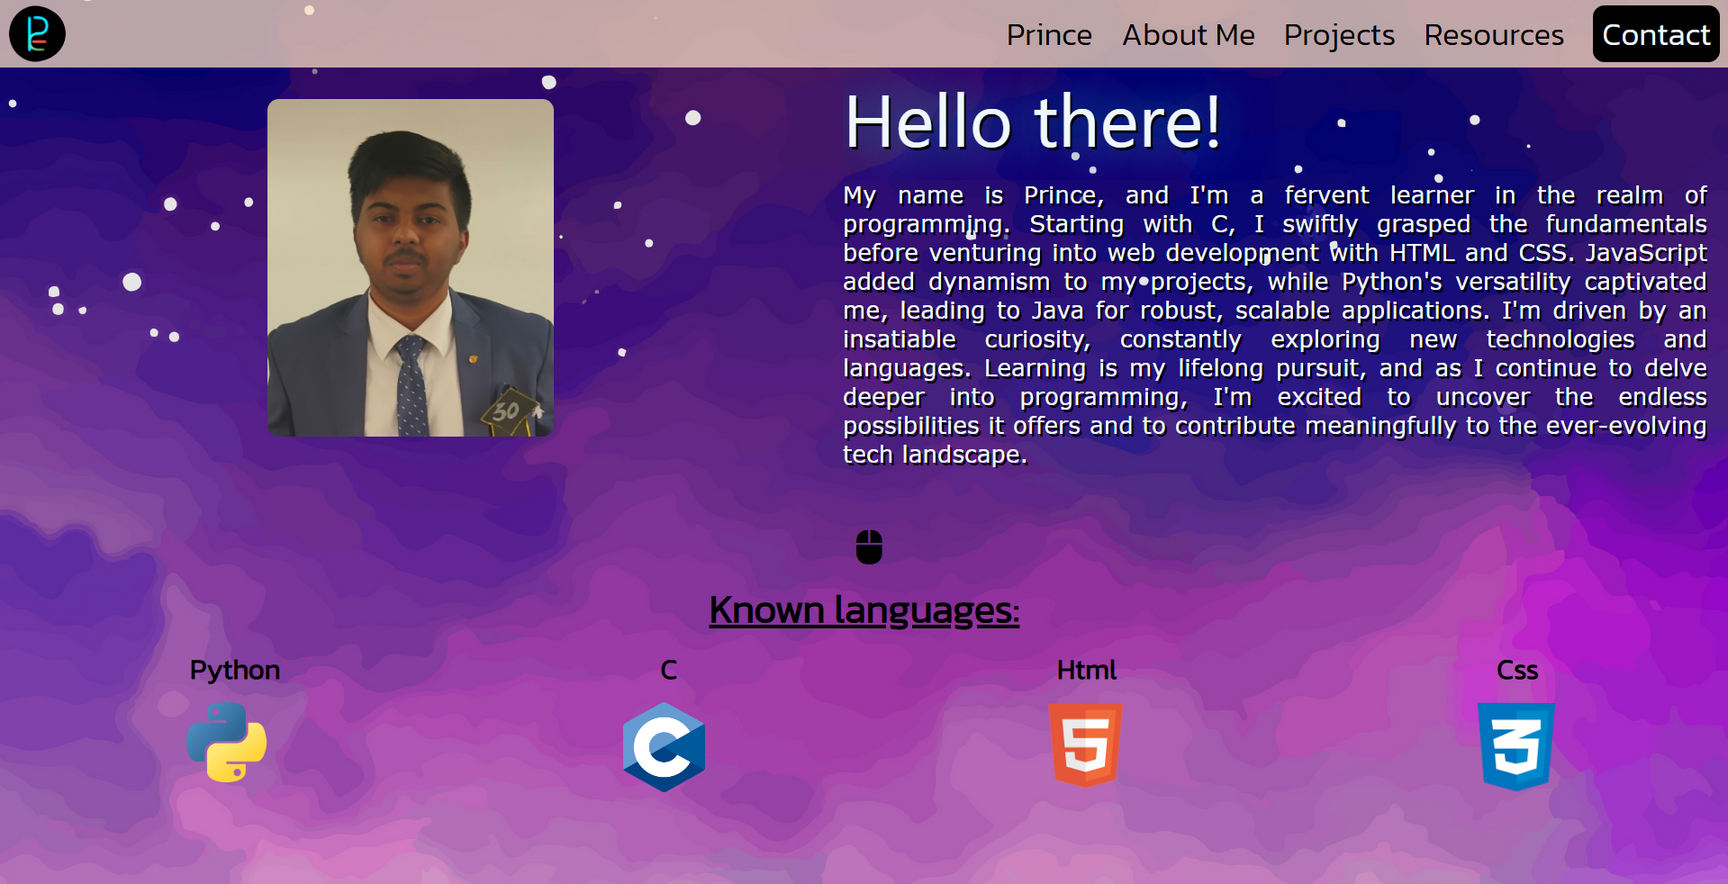 Prince About Me Projects Resources Contact
Hello there!
My name is Prince, and I'm a fervent learner in the realm of
programming. Starting with C, I swiftly grasped the fundamentals
before venturing into web development with HTML and CSS. JavaScript
added dynamism to my projects, while Python's versatility captivated
me, leading to Java for robust, scalable applications. I'm driven by an
insatiable curiosity, constantly exploring new technologies and
languages. Learning is my lifelong pursuit, and as I continue to delve
deeper into programming, I'm excited to uncover the endless
possibilities it offers and to contribute meaningfully to the ever-evolving
tech landscape.
30
Known languages:
Python C Html Css